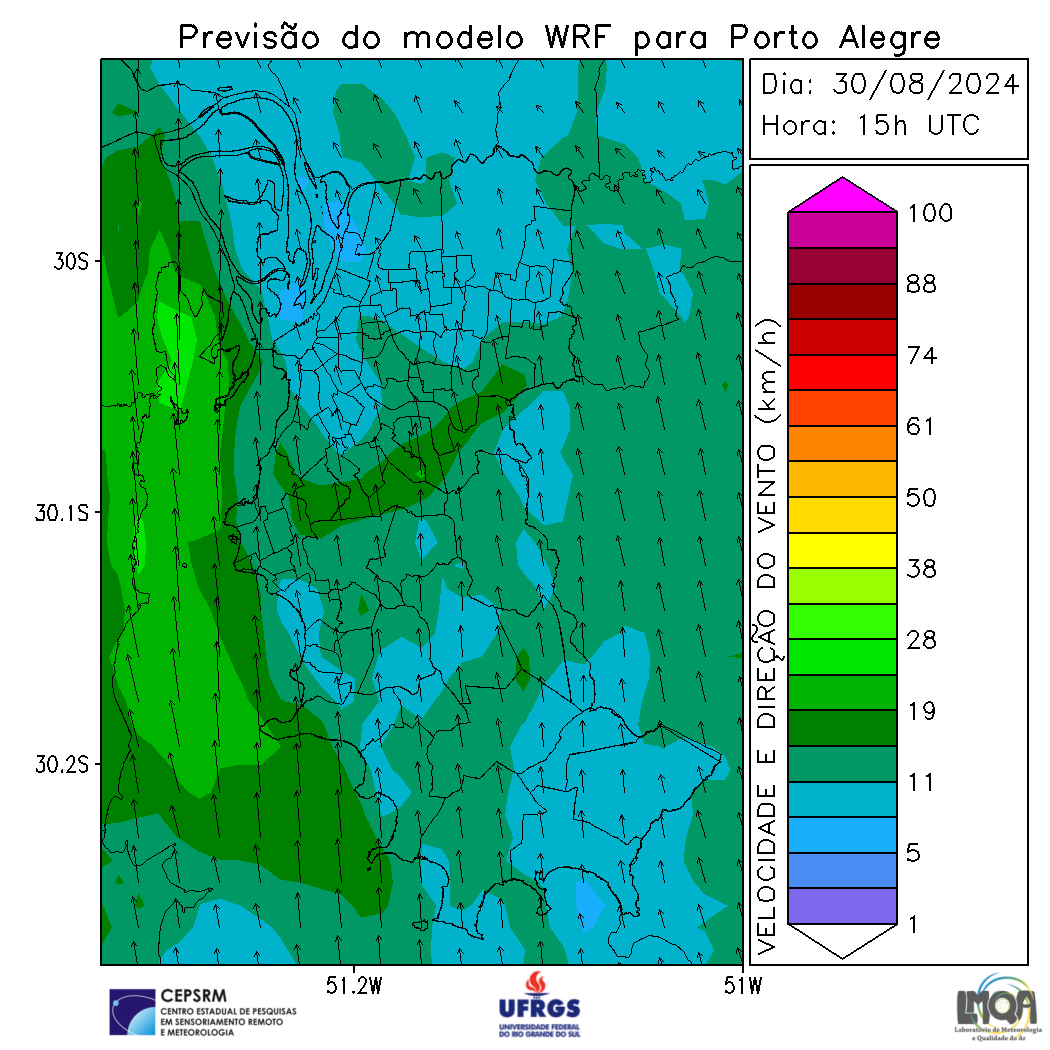 Previsão do modelo WRF para Porto Alegre
Dia: 30/08/2024
Hora: 15h UTC
30S
30.1S
30.2S
51.2W
51W
VELOCIDADE E DIREÇÃO DO VENTO (km/h)
100
88
74
61
50
38
28
19
11
5
1
CEPSRM
CENTRO ESTADUAL DE PESQUISAS
EM SENSORIAMENTO REMOTO
E METEOROLOGIA
UFRGS
UNIVERSIDADE FEDERAL
DO RIO GRANDE DO SUL
LMQA
Laboratório de Meteorologia
e Qualidade do Ar